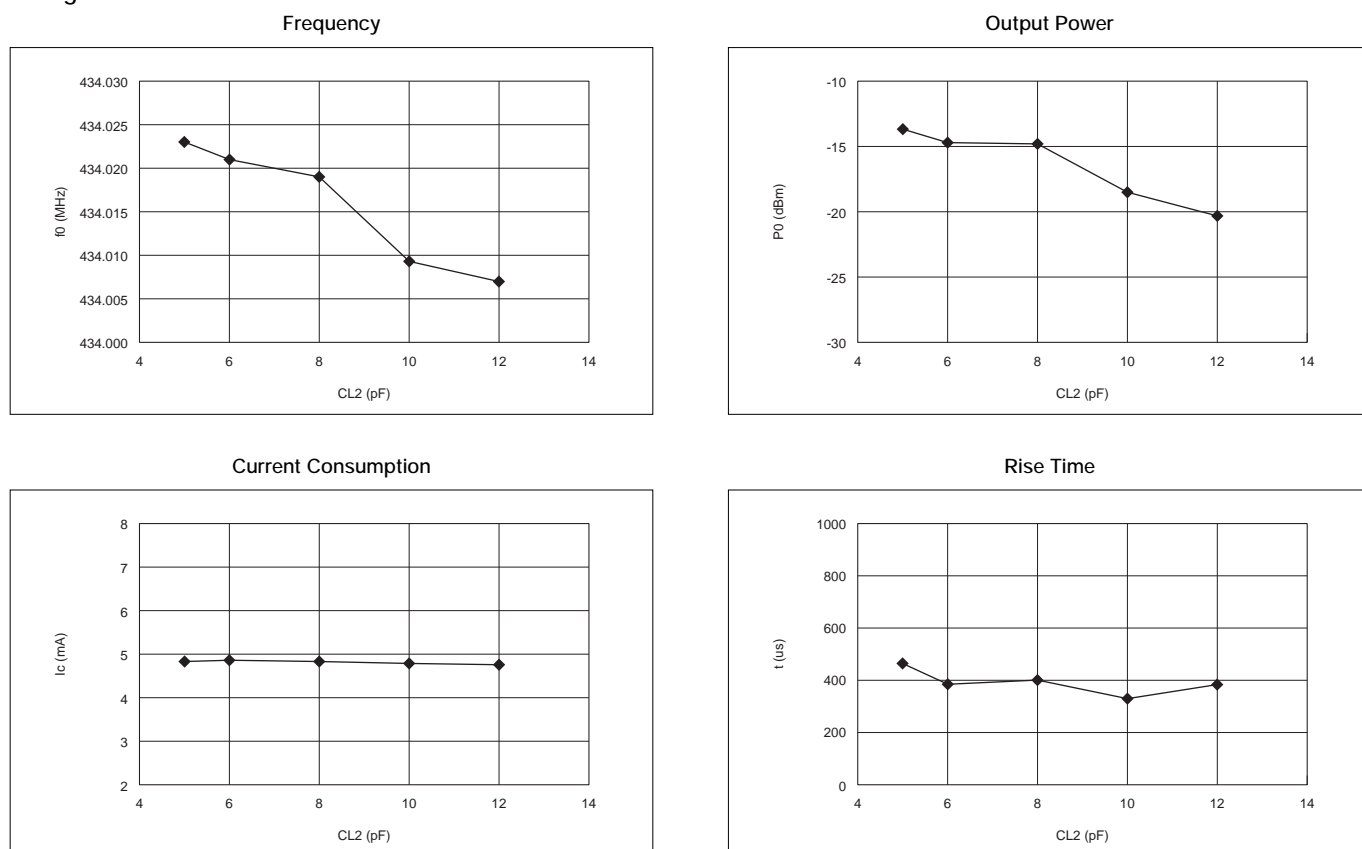 Frequency
434.030
434.025
434.020
434.015
434.010
434.005
434.000
f0 (MHz)
4 6 8 10 12 14
CL2 (pF)
Output Power
-10
-15
-20
-25
-30
P0 (dBm)
4 6 8 10 12 14
CL2 (pF)
Current Consumption
8
7
6
5
4
3
2
Ic (mA)
4 6 8 10 12 14
CL2 (pF)
Rise Time
1000
800
600
400
200
0
t (us)
4 6 8 10 12 14
CL2 (pF)